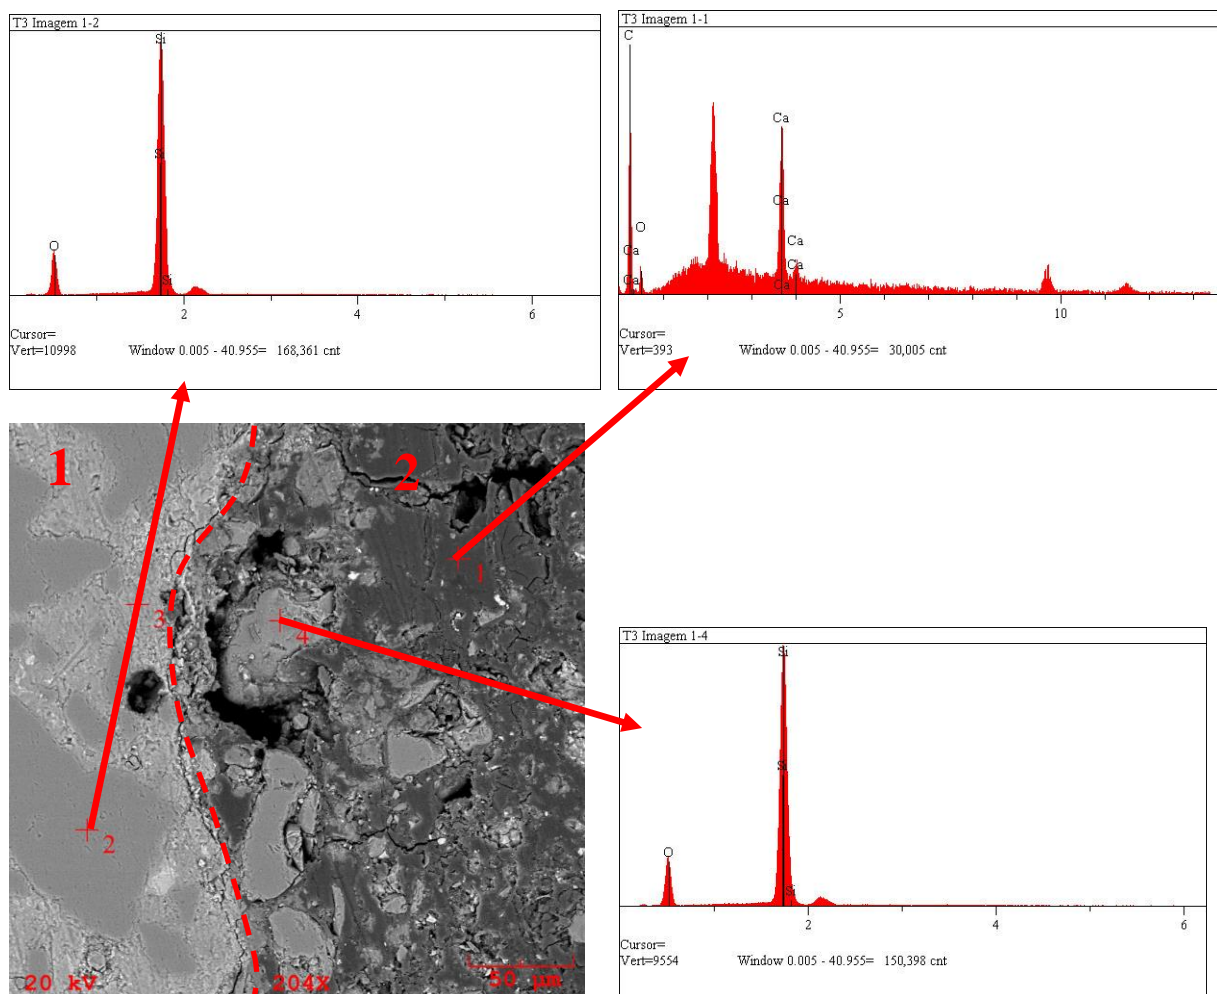 T3 Imagem 1-2
Si
Si
O
Si
2
4
6
Cursor=
Vert=10998 Window 0.005 - 40.955= 168,361 cnt
T3 Imagem 1-1
C
Ca
Ca
O
Ca
Ca
Ca
Ca
Ca
5
10
Cursor=
Vert=393 Window 0.005 - 40.955= 30,005 cnt
1
2
1
3
4
2
20 kV 204X 50 µm
T3 Imagem 1-4
Si
Si
O
Si
2
4
6
Cursor=
Vert=9554 Window 0.005 - 40.955= 150,398 cnt